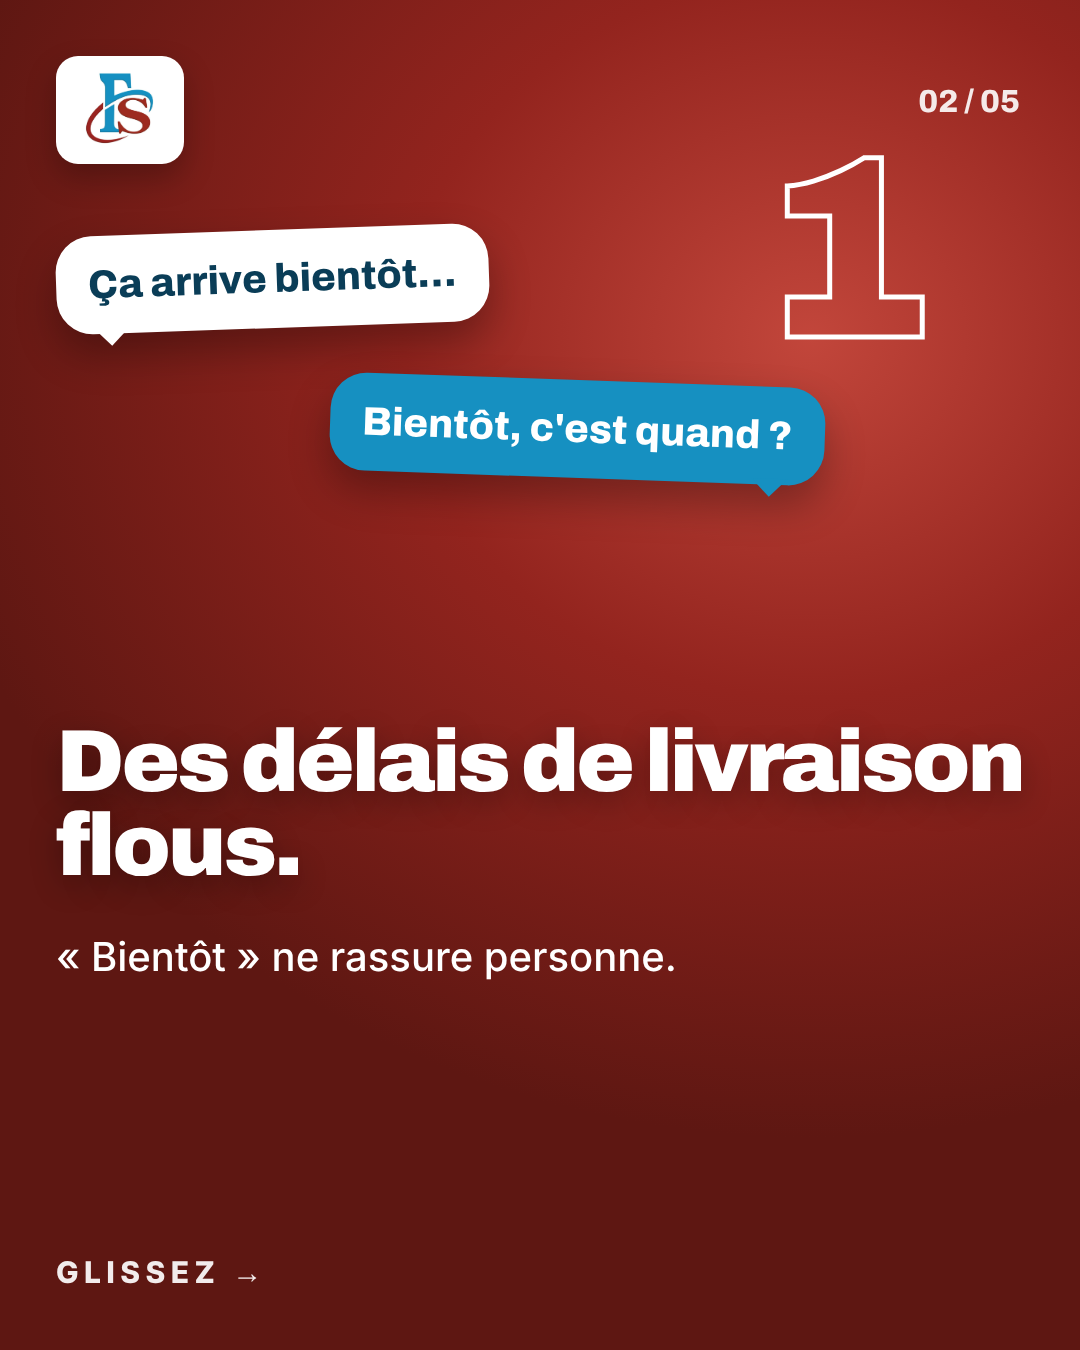 FS
02 / 05
1
Ça arrive bientôt...
Bientôt, c'est quand ?
Des délais de livraison
flous.
« Bientôt » ne rassure personne.
GLISSEZ →